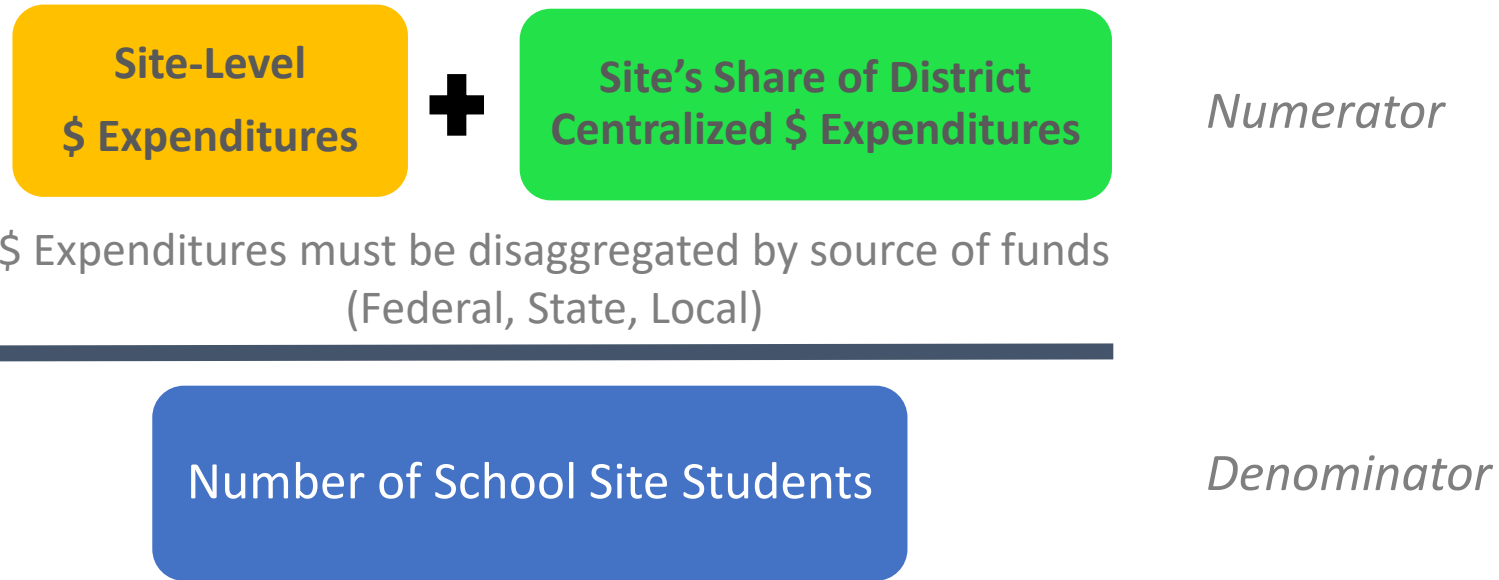 Site-Level
$ Expenditures
Site's Share of District
Centralized $ Expenditures
Numerator
$ Expenditures must be disaggregated by source of funds
(Federal, State, Local)
Number of School Site Students
Denominator